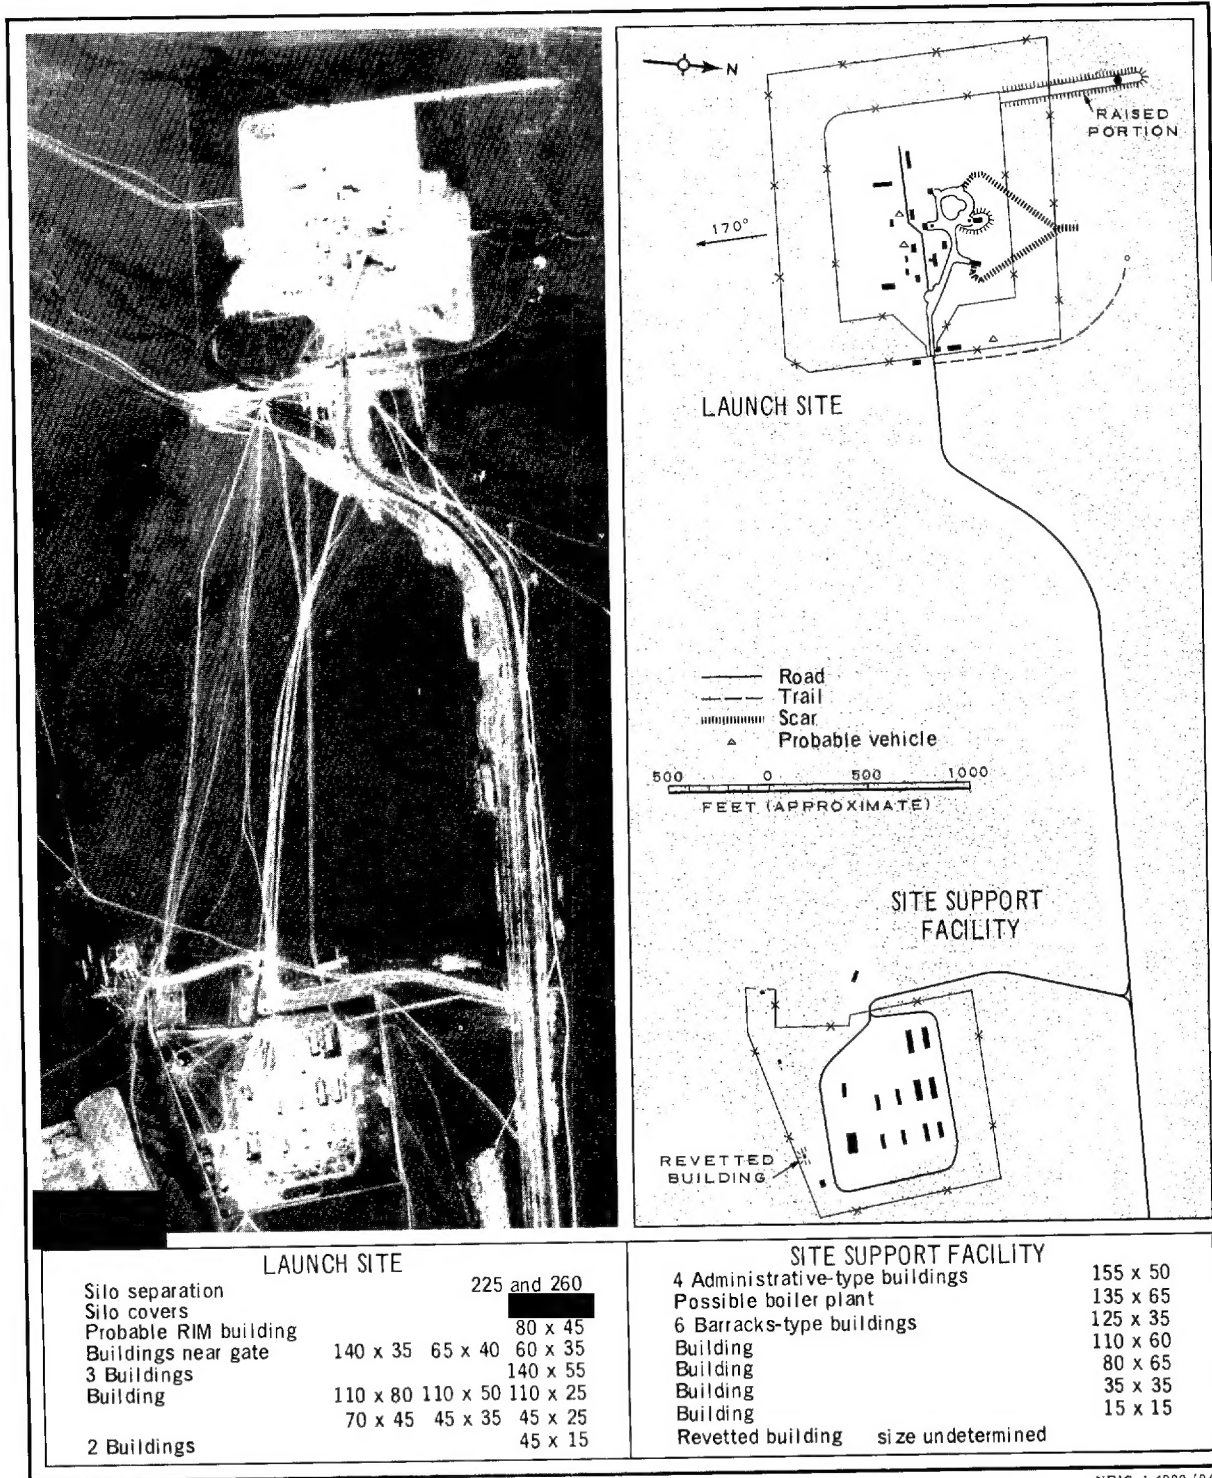 N
RAISED
PORTION
170°
LAUNCH SITE
Road
Trail
Scar
Probable vehicle
500 0 500 1000
FEET (APPROXIMATE)
SITE SUPPORT
FACILITY
REVETTED
BUILDING
LAUNCH SITE
Silo separation 225 and 260
Silo covers
Probable RIM building 80 x 45
Buildings near gate 140 x 35 65 x 40 60 x 35
3 Buildings 140 x 55
Building 110 x 80 110 x 50 110 x 25
70 x 45 45 x 35 45 x 25
2 Buildings 45 x 15
SITE SUPPORT FACILITY
4 Administrative-type buildings 155 x 50
Possible boiler plant 135 x 65
6 Barracks-type buildings 125 x 35
Building 110 x 60
Building 80 x 65
Building 35 x 35
Building 15 x 15
Revetted building size undetermined